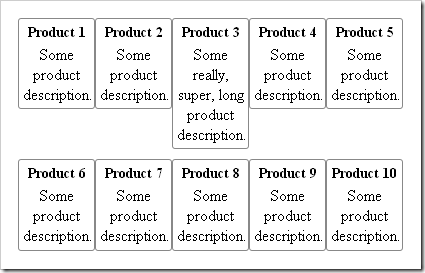 Product 1 Product 2 Product 3 Product 4 Product 5
Some Some Some Some Some
product product really, product product
description. description. super, long description. description.
product
description.
Product 6 Product 7 Product 8 Product 9 Product 10
Some Some Some Some Some
product product product product product
description. description. description. description. description.